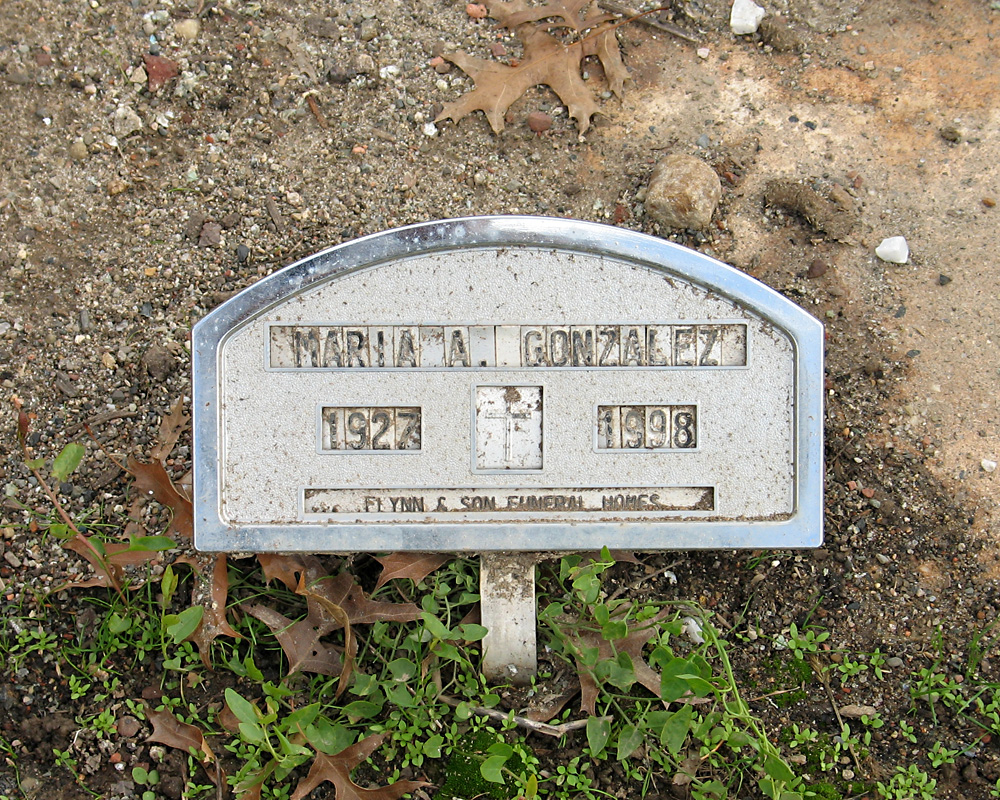 MARIA A. GONZALEZ
1927 1998
FLYNN & SON FUNERAL HOMES